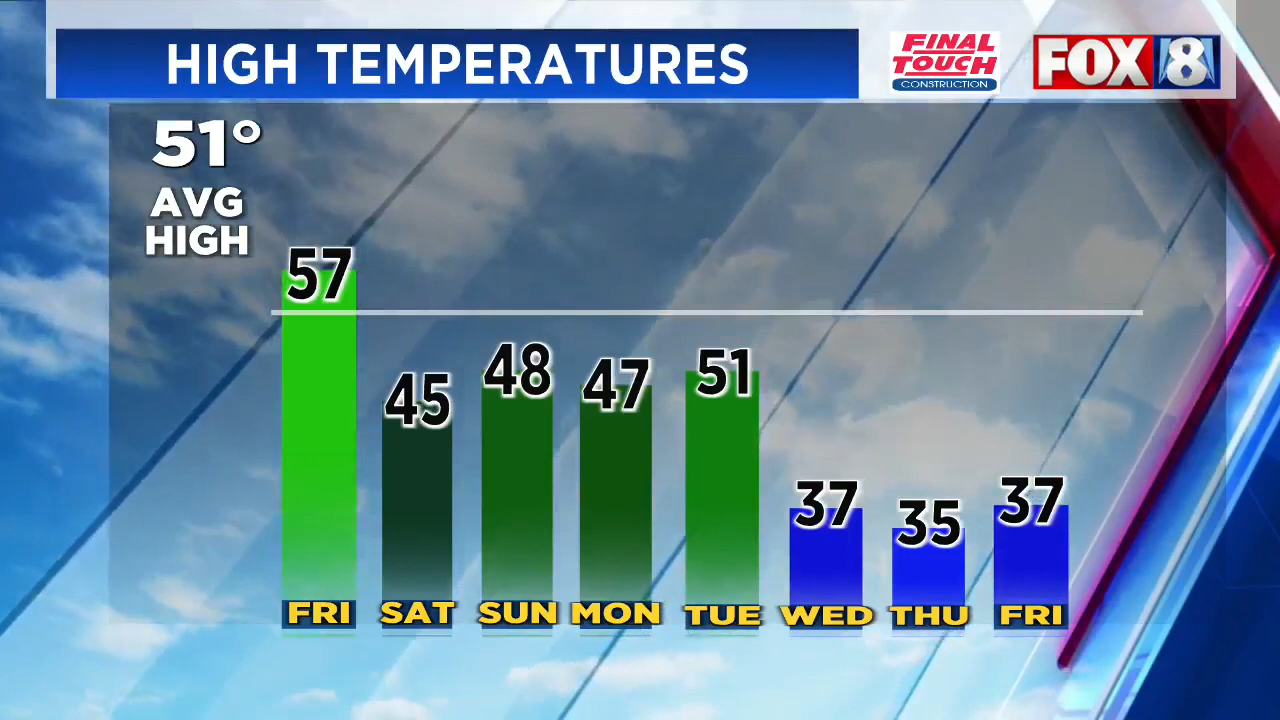 HIGH TEMPERATURES
FINAL
TOUCH
CONSTRUCTION
FOX 8
51°
AVG
HIGH
57
45
48
47
51
37
35
37
FRI
SAT
SUN
MON
TUE
WED
THU
FRI